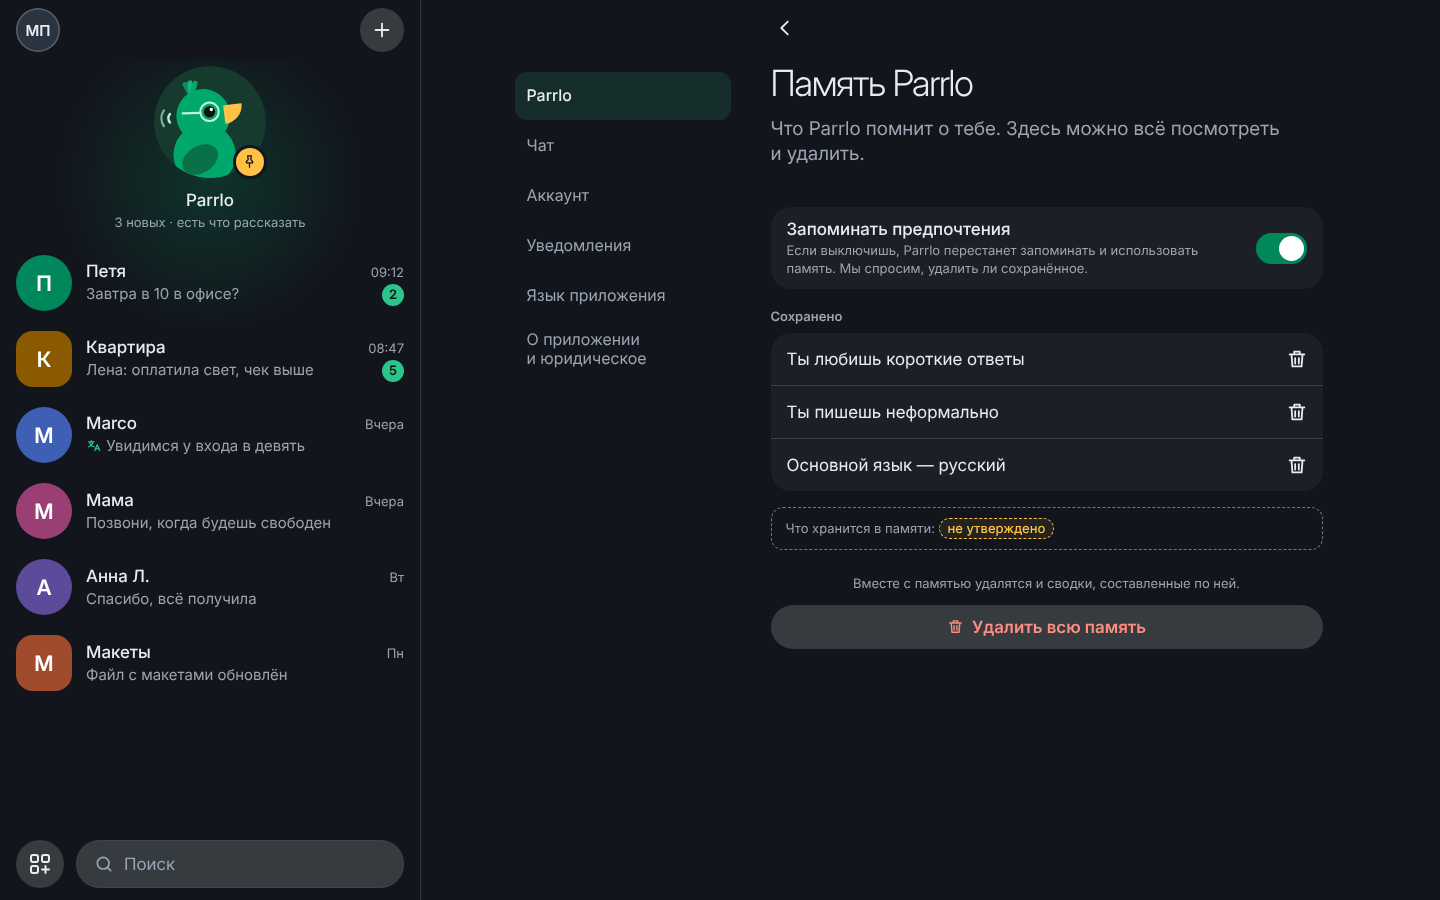 МП
Parrlo
3 новых · есть что рассказать
П
Петя
09:12
Завтра в 10 в офисе?
2
К
Квартира
08:47
Лена: оплатила свет, чек выше
5
M
Marco
Вчера
Увидимся у входа в девять
М
Мама
Вчера
Позвони, когда будешь свободен
А
Анна Л.
Вт
Спасибо, всё получила
М
Макеты
Пн
Файл с макетами обновлён
Поиск
Parrlo
Чат
Аккаунт
Уведомления
Язык приложения
О приложении
и юридическое
Память Parrlo
Что Parrlo помнит о тебе. Здесь можно всё посмотреть
и удалить.
Запоминать предпочтения
Если выключишь, Parrlo перестанет запоминать и использовать
память. Мы спросим, удалить ли сохранённое.
Сохранено
Ты любишь короткие ответы
Ты пишешь неформально
Основной язык — русский
Что хранится в памяти: не утверждено
Вместе с памятью удалятся и сводки, составленные по ней.
Удалить всю память